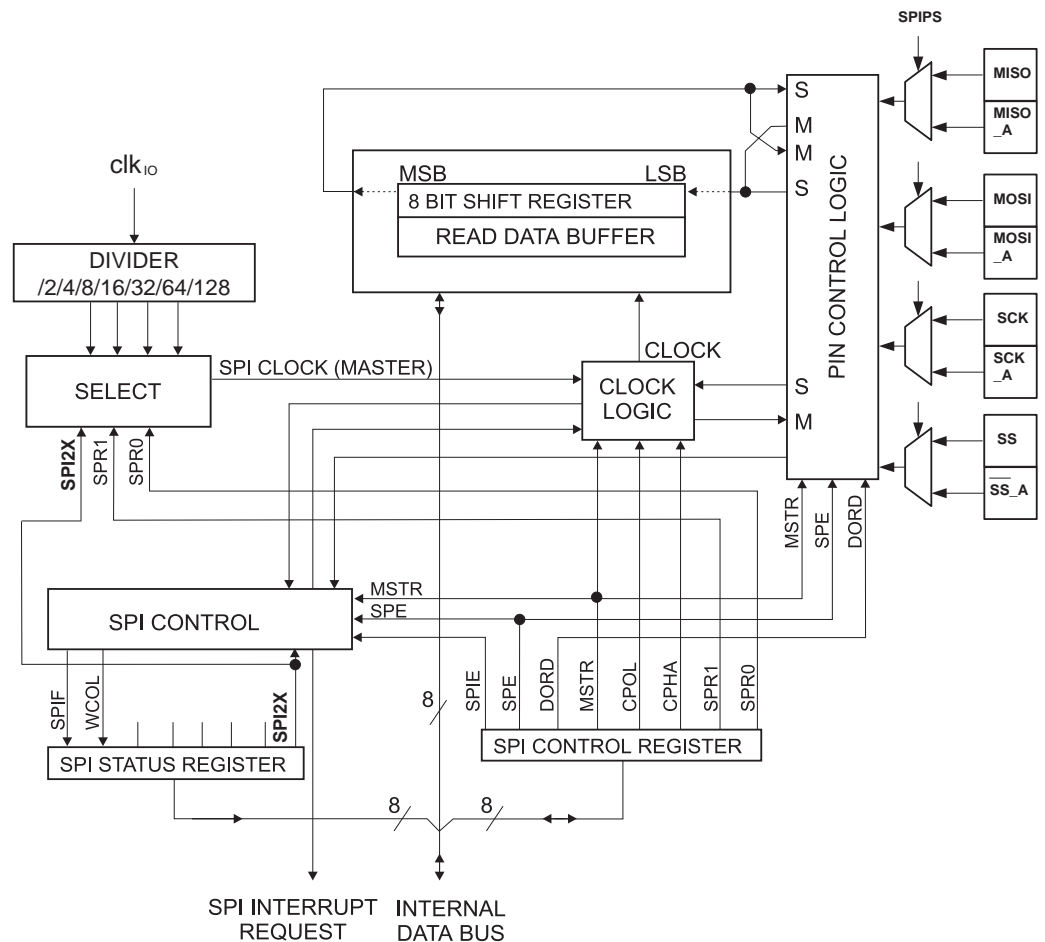 SPIPS
MISO
MISO
_A
MOSI
MOSI
_A
SCK
SCK
_A
SS
SS_A
S
M
M
S
PIN CONTROL LOGIC
S
M
MSTR
SPE
DORD
clkIO
DIVIDER
/2/4/8/16/32/64/128
SELECT
SPI2X
SPR1
SPR0
MSB
LSB
8 BIT SHIFT REGISTER
READ DATA BUFFER
SPI CLOCK (MASTER)
CLOCK
CLOCK
LOGIC
SPI CONTROL
MSTR
SPE
SPIF
WCOL
SPI2X
SPI STATUS REGISTER
8
SPIE
SPE
DORD
MSTR
CPOL
CPHA
SPR1
SPR0
SPI CONTROL REGISTER
8
8
SPI INTERRUPT
REQUEST
INTERNAL
DATA BUS